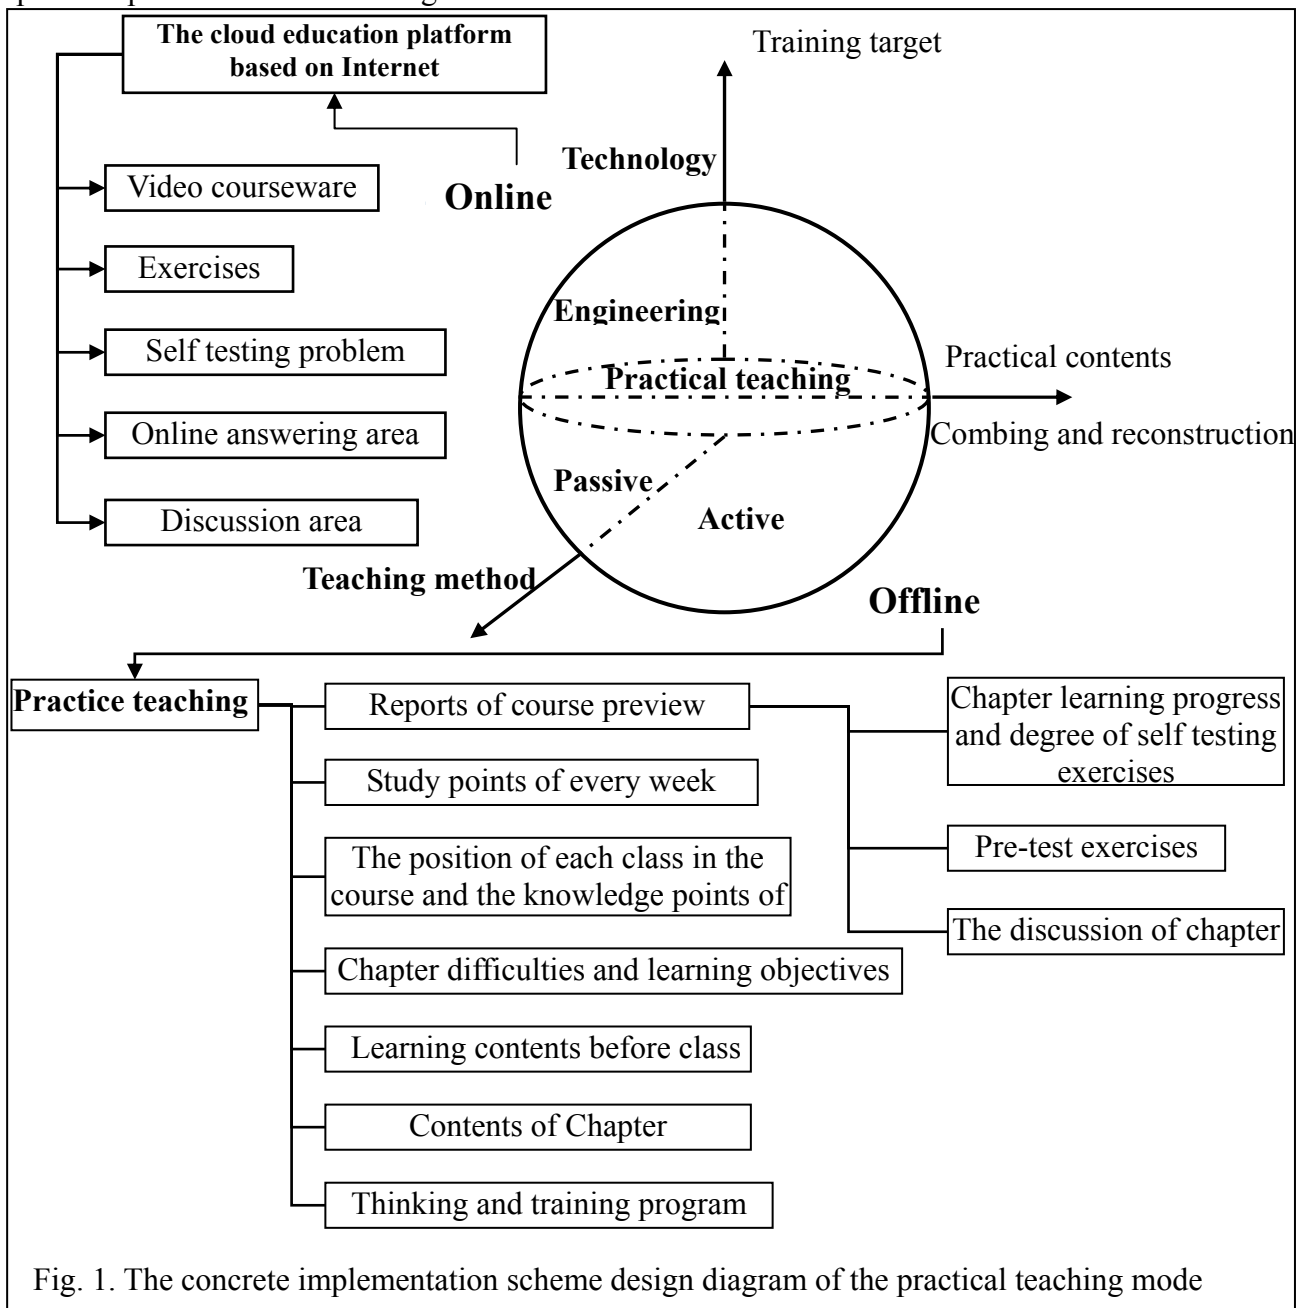 The cloud education platform
based on Internet
Training target
Technology
Video courseware
Online
Exercises
Engineering
Self testing problem
Practical teaching
Practical contents
Online answering area
Combing and reconstruction
Passive
Discussion area
Active
Teaching method
Offline
Practice teaching
Reports of course preview
Chapter learning progress
and degree of self testing
exercises
Study points of every week
The position of each class in the
course and the knowledge points of
Pre-test exercises
The discussion of chapter
Chapter difficulties and learning objectives
Learning contents before class
Contents of Chapter
Thinking and training program
Fig. 1. The concrete implementation scheme design diagram of the practical teaching mode